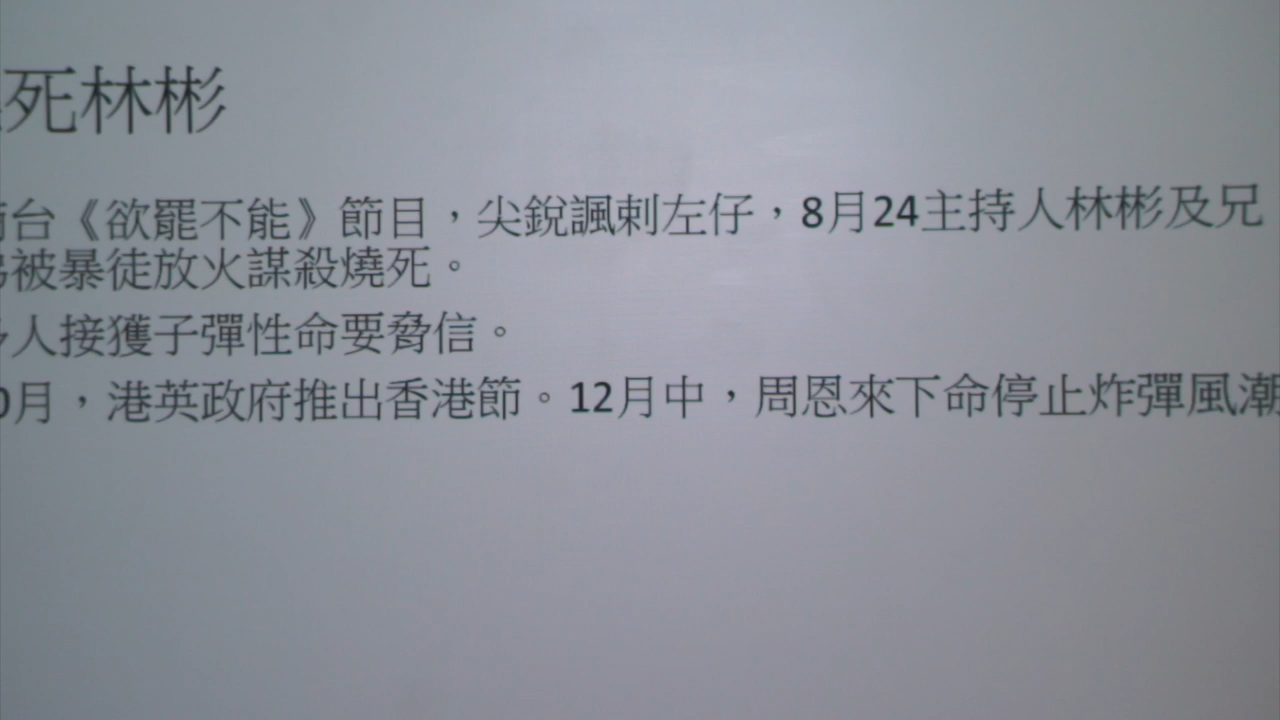 死林彬
台《欲罷不能》節目，尖銳諷刺左仔，8月24主持人林彬及兄
被暴徒放火謀殺燒死。
人接獲子彈性命要脅信。
0月，港英政府推出香港節。12月中，周恩來下命停止炸彈風潮